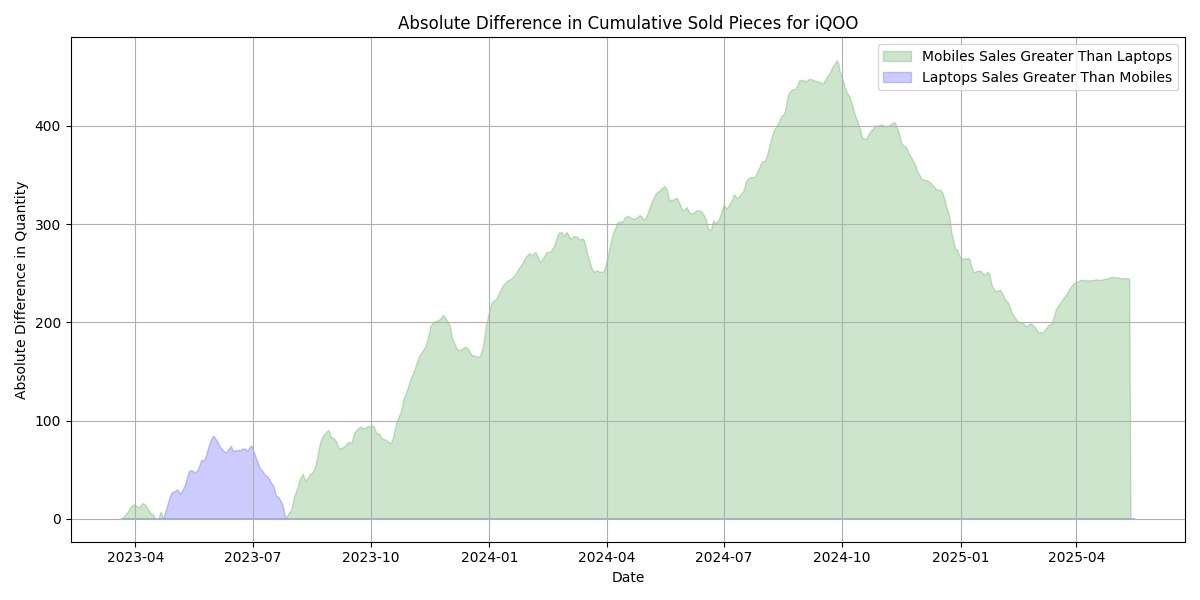 Absolute Difference in Cumulative Sold Pieces for iQOO
Mobiles Sales Greater Than Laptops
Laptops Sales Greater Than Mobiles
Absolute Difference in Quantity
400
300
200
100
0
2023-04 2023-07 2023-10 2024-01 2024-04 2024-07 2024-10 2025-01 2025-04
Date